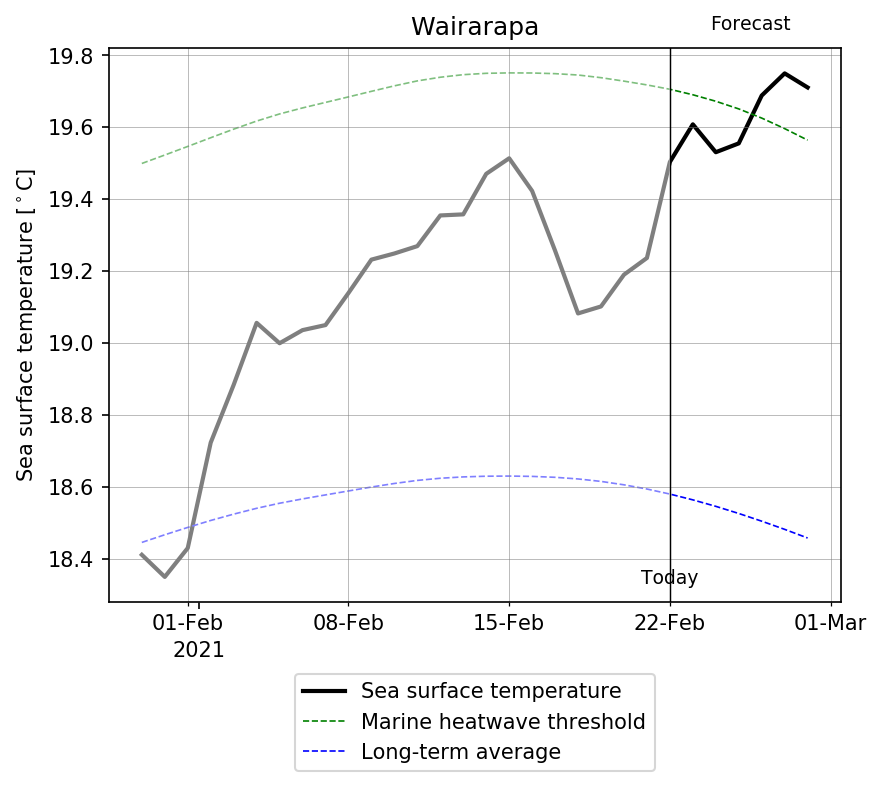 Wairarapa
Forecast
Sea surface temperature [°C]
19.8
19.6
19.4
19.2
19.0
18.8
18.6
18.4
Today
01-Feb
08-Feb
15-Feb
22-Feb
01-Mar
2021
Sea surface temperature
Marine heatwave threshold
Long-term average